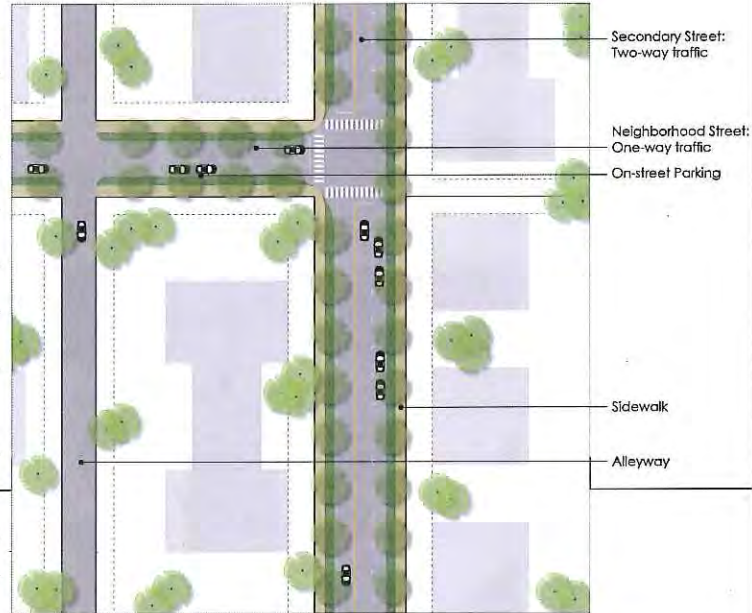 Secondary Street:
Two-way traffic
Neighborhood Street:
One-way traffic
On-street Parking
Sidewalk
Alleyway